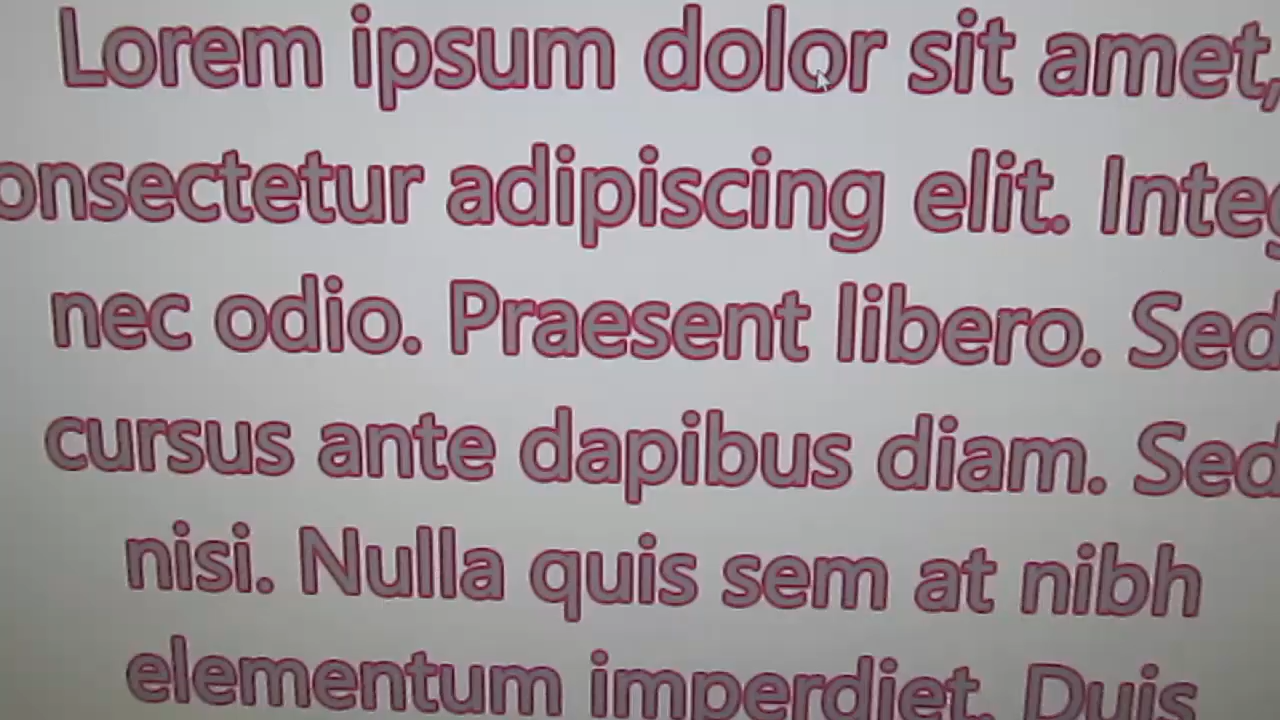 Lorem ipsum dolor sit amet,
onsectetur adipiscing elit. Integ
nec odio. Praesent libero. Sed
cursus ante dapibus diam. Sed
nisi. Nulla quis sem at nibh
elementum imperdiet. Duis